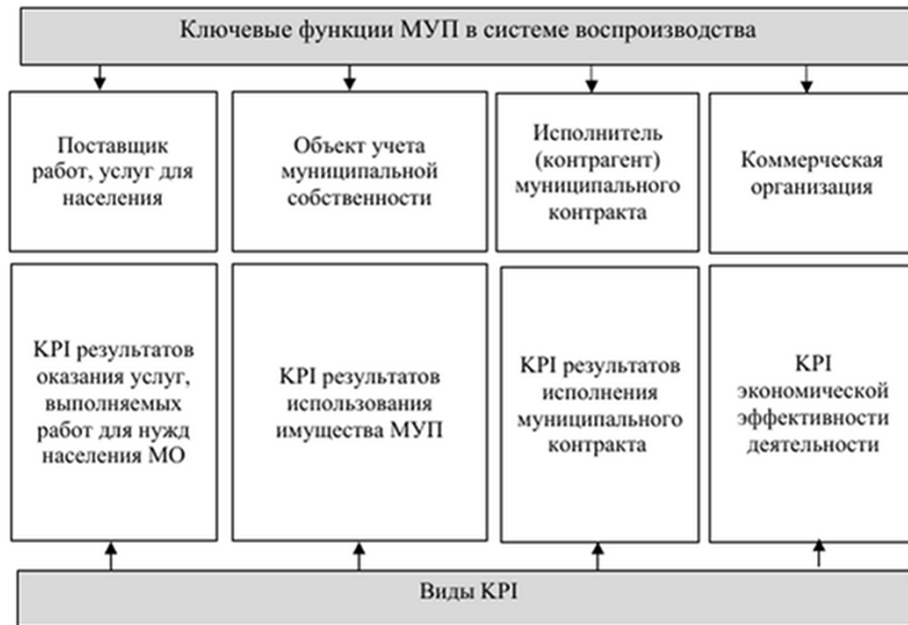 Ключевые функции МУП в системе воспроизводства
Поставщик
работ, услуг для
населения
Объект учета
муниципальной
собственности
Исполнитель
(контрагент)
муниципального
контракта
Коммерческая
организация
KPI результатов
оказания услуг,
выполняемых
работ для нужд
населения МО
KPI результатов
использования
имущества МУП
KPI результатов
исполнения
муниципального
контракта
KPI
экономической
эффективности
деятельности
Виды KPI